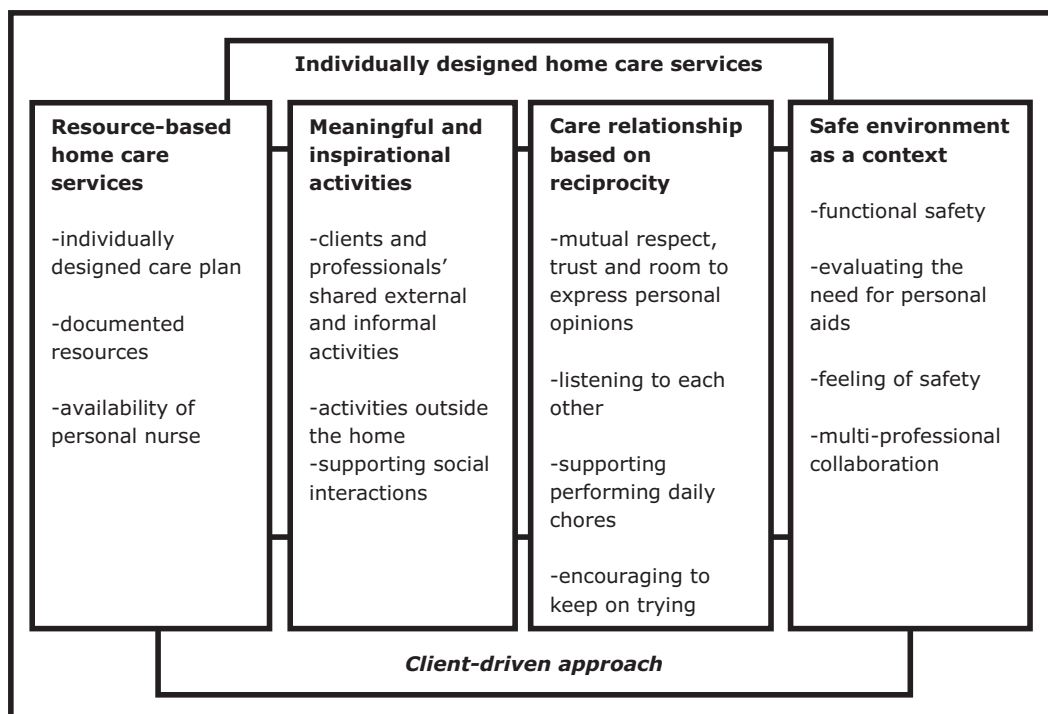 Individually designed home care services
Resource-based
home care
services
-individually
designed care plan
-documented
resources
-availability of
personal nurse
Meaningful and
inspirational
activities
-clients and
professionals’
shared external
and informal
activities
-activities outside
the home
-supporting social
interactions
Care relationship
based on
reciprocity
-mutual respect,
trust and room to
express personal
opinions
-listening to each
other
-supporting
performing daily
chores
-encouraging to
keep on trying
Safe environment
as a context
-functional safety
-evaluating the
need for personal
aids
-feeling of safety
-multi-professional
collaboration
Client-driven approach